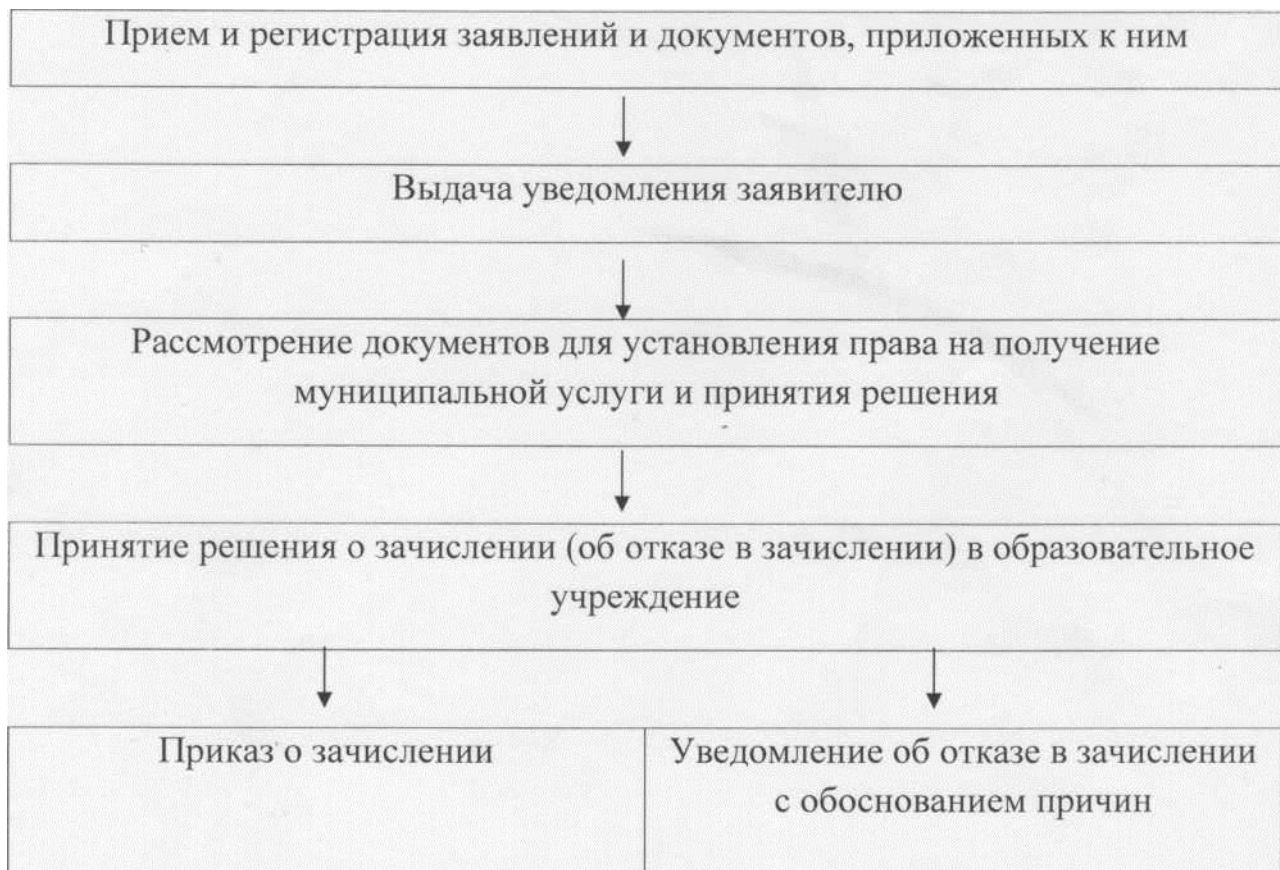 Прием и регистрация заявлений и документов, приложенных к ним
Выдача уведомления заявителю
Рассмотрение документов для установления права на получение
муниципальной услуги и принятия решения
Принятие решения о зачислении (об отказе в зачислении) в образовательное
учреждение
Приказ о зачислении
Уведомление об отказе в зачислении
с обоснованием причин